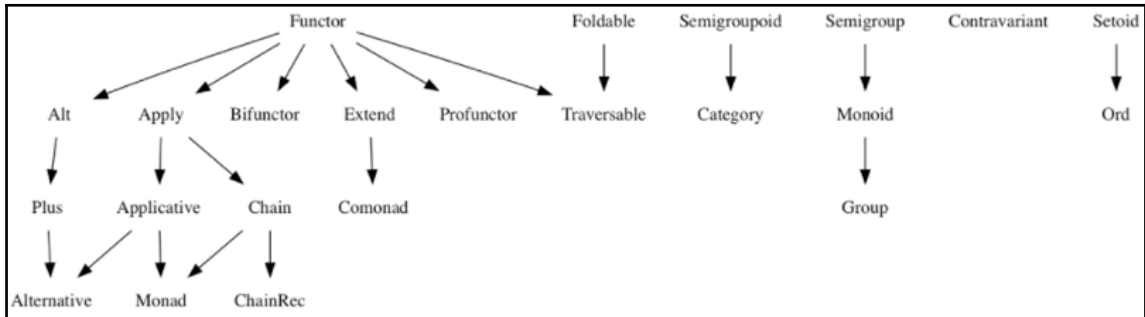 Functor Foldable Semigroupoid Semigroup Contravariant Setoid
Alt Apply Bifunctor Extend Profunctor Traversable Category Monoid Ord
Plus Applicative Chain Comonad Group
Alternative Monad ChainRec